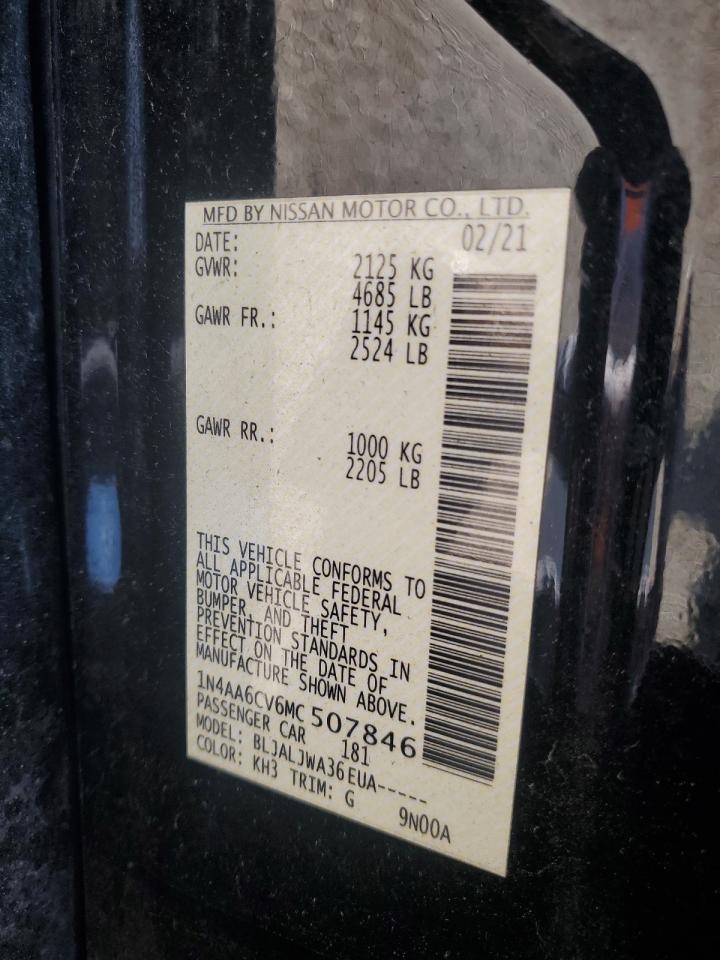 MFD BY NISSAN MOTOR CO., LTD.
DATE: 02/21
GVWR: 2125 KG
4685 LB
GAWR FR.: 1145 KG
2524 LB
GAWR RR.: 1000 KG
2205 LB
THIS VEHICLE CONFORMS TO
ALL APPLICABLE FEDERAL
MOTOR VEHICLE SAFETY,
BUMPER, AND THEFT
PREVENTION STANDARDS IN
EFFECT ON THE DATE OF
MANUFACTURE SHOWN ABOVE.
1N4AA6CV6MC507846
PASSENGER CAR 181
MODEL: BLJALJWA36EUA-----
COLOR: KH3 TRIM: G 9N00A